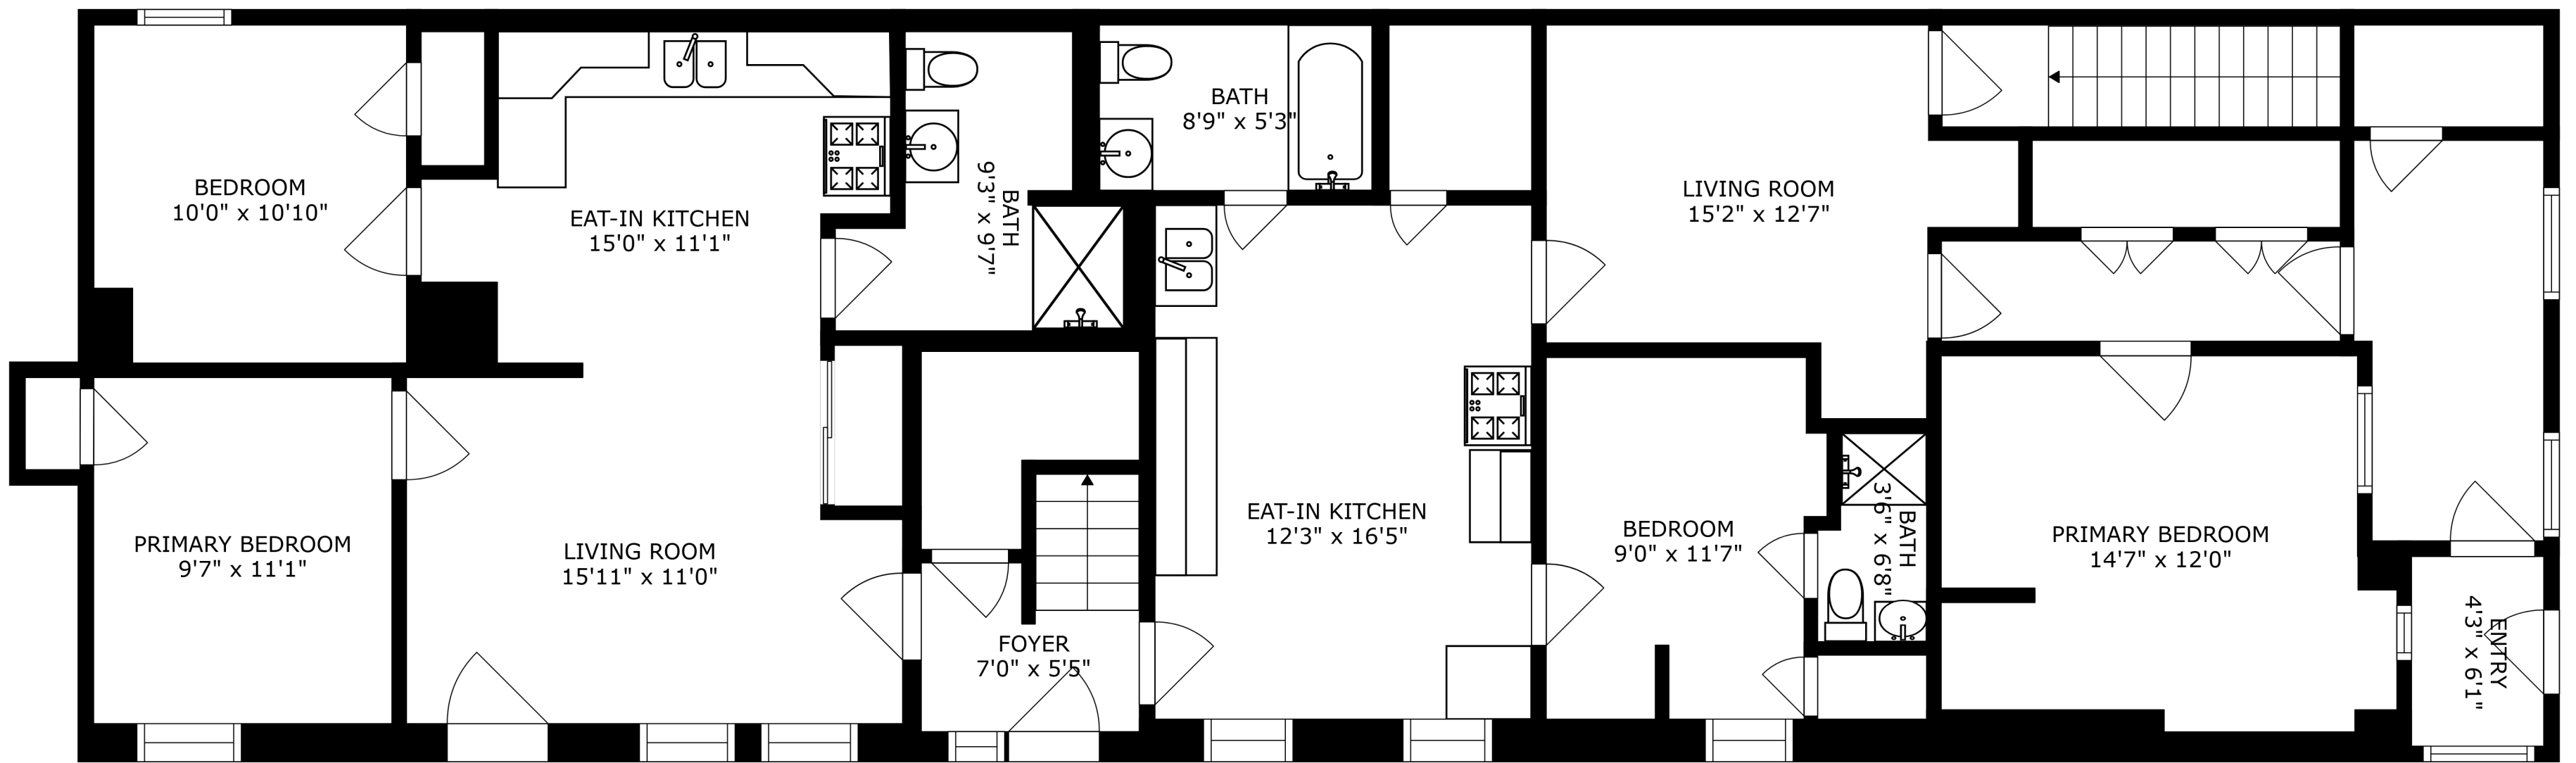 BEDROOM
10'0" x 10'10"
EAT-IN KITCHEN
15'0" x 11'1"
BATH
9'3" x 9'7"
BATH
8'9" x 5'3"
LIVING ROOM
15'2" x 12'7"
PRIMARY BEDROOM
9'7" x 11'1"
LIVING ROOM
15'11" x 11'0"
FOYER
7'0" x 5'5"
EAT-IN KITCHEN
12'3" x 16'5"
BEDROOM
9'0" x 11'7"
BATH
3'6" x 6'8"
PRIMARY BEDROOM
14'7" x 12'0"
ENTRY
4'3" x 6'1"